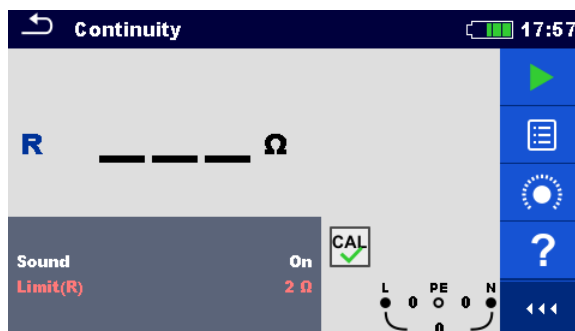 Continuity 17:57
R _ _ _ Ω
Sound On
Limit(R) 2 Ω
CAL
L PE N
0 0
0
?